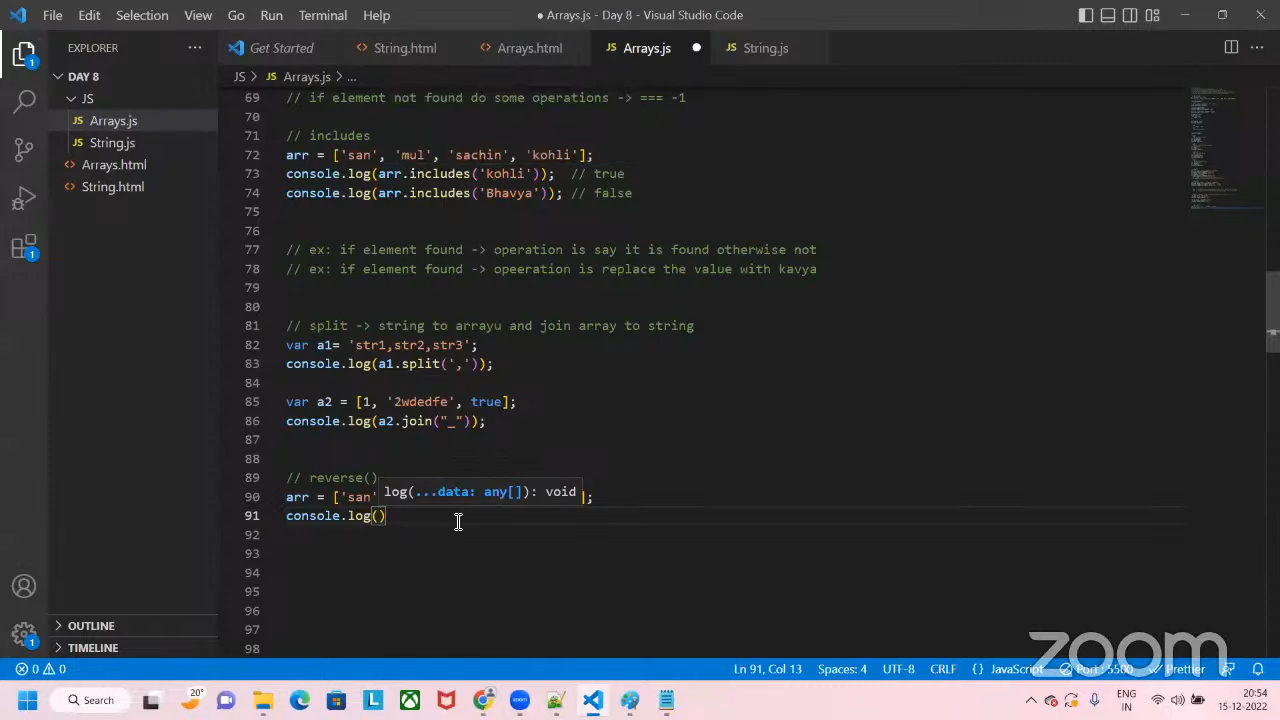 File Edit Selection View Go Run Terminal Help
● Arrays.js - Day 8 - Visual Studio Code
EXPLORER
Get Started
String.html
Arrays.html
JS Arrays.js
JS String.js
DAY 8
JS
JS Arrays.js
JS String.js
Arrays.html
String.html
JS > JS Arrays.js > ...
69 // if element not found do some operations -> === -1
70
71 // includes
72 arr = ['san', 'mul', 'sachin', 'kohli'];
73 console.log(arr.includes('kohli')); // true
74 console.log(arr.includes('Bhavya')); // false
75
76
77 // ex: if element found -> operation is say it is found otherwise not
78 // ex: if element found -> opeeration is replace the value with kavya
79
80
81 // split -> string to arrayu and join array to string
82 var a1= 'str1,str2,str3';
83 console.log(a1.split(','));
84
85 var a2 = [1, '2wdedfe', true];
86 console.log(a2.join("_"));
87
88
89 // reverse()
log(...data: any[]): void
90 arr = ['san' ];
91 console.log()
92
93
94
95
96
97
98
OUTLINE
TIMELINE
zoom
0 0
Ln 91, Col 13 Spaces: 4 UTF-8 CRLF {} JavaScript Port : 5500 Prettier
Search
20°
ENG
IN
20:54
15-12-2022